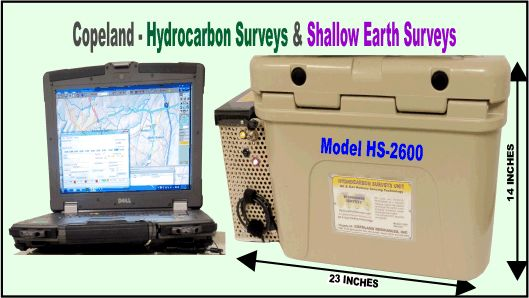 Copeland - Hydrocarbon Surveys & Shallow Earth Surveys
Model HS-2600
HYDROCARBON SURVEYS UNIT
DELL
14 INCHES
23 INCHES